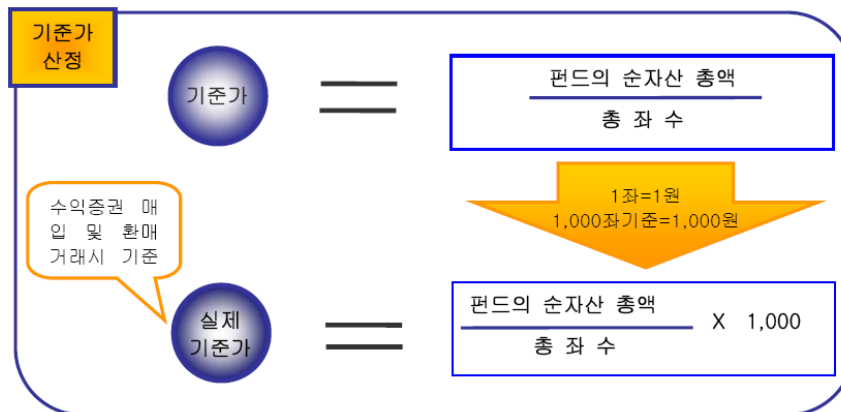 기준가
산정
기준가
펀드의 순자산 총액
총 좌 수
1좌=1원
1,000좌기준=1,000원
수익증권 매
입 및 환매
거래시 기준
실제
기준가
펀드의 순자산 총액
총 좌 수
X 1,000